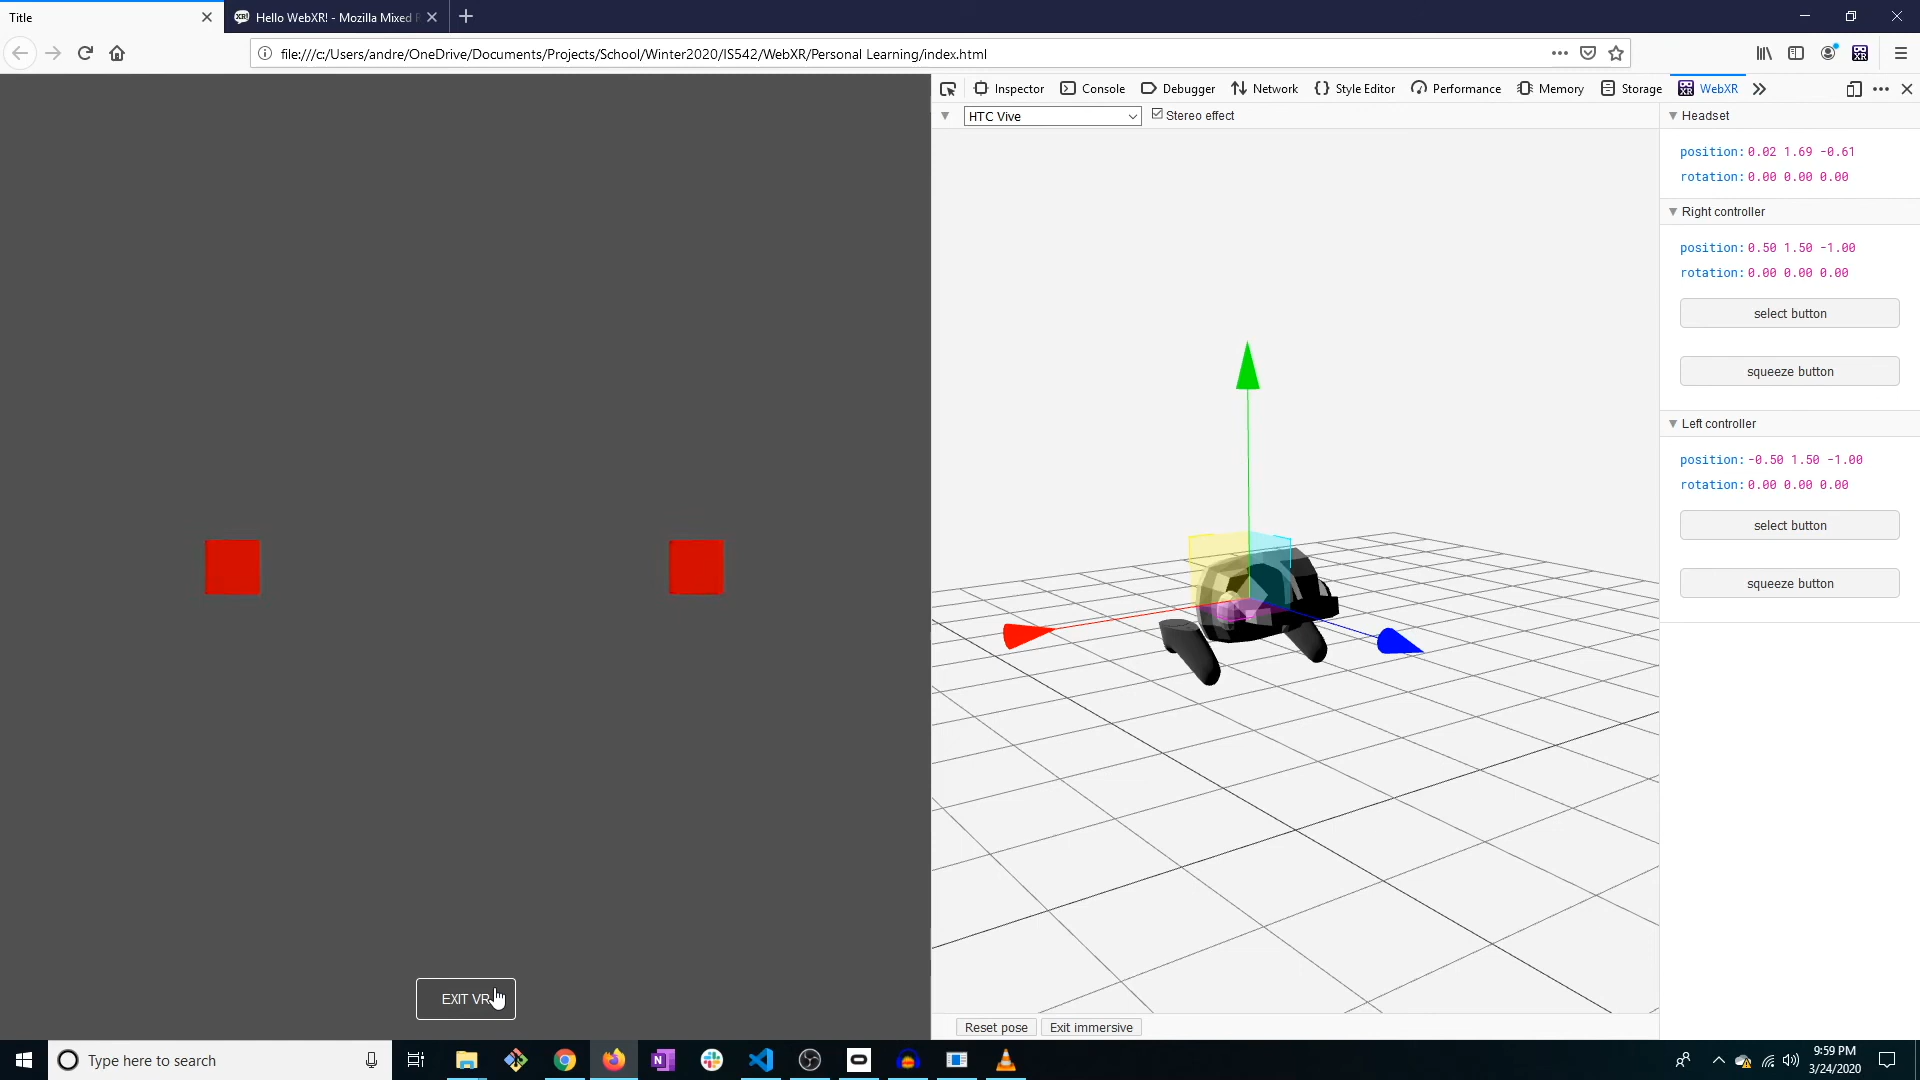 Title
Hello WebXR! - Mozilla Mixed R
file:///c:/Users/andre/OneDrive/Documents/Projects/School/Winter2020/IS542/WebXR/Personal Learning/index.html
Inspector Console Debugger Network Style Editor Performance Memory Storage WebXR
HTC Vive
Stereo effect
Headset
position: 0.02 1.69 -0.61
rotation: 0.00 0.00 0.00
Right controller
position: 0.50 1.50 -1.00
rotation: 0.00 0.00 0.00
select button
squeeze button
Left controller
position: -0.50 1.50 -1.00
rotation: 0.00 0.00 0.00
select button
squeeze button
EXIT VR
Reset pose
Exit immersive
Type here to search
9:59 PM
3/24/2020